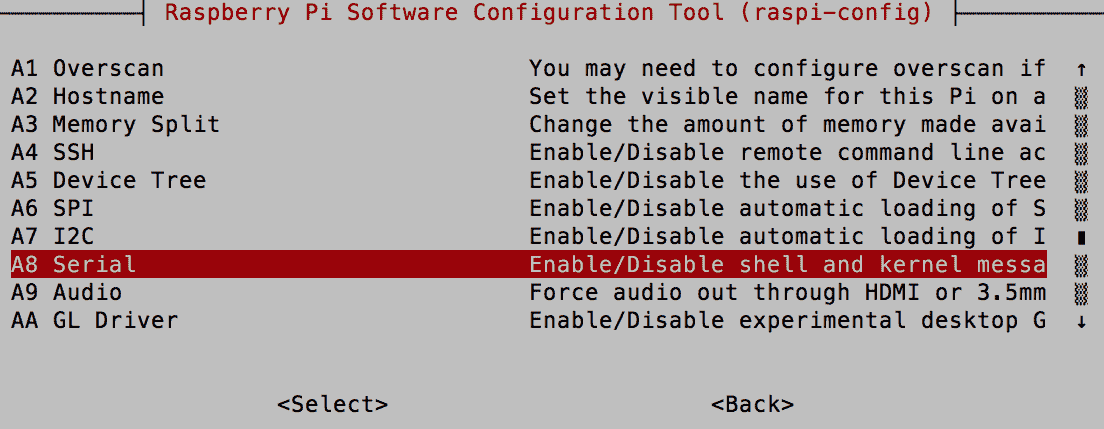 Raspberry Pi Software Configuration Tool (raspi-config)
A1 Overscan You may need to configure overscan if
A2 Hostname Set the visible name for this Pi on a
A3 Memory Split Change the amount of memory made avai
A4 SSH Enable/Disable remote command line ac
A5 Device Tree Enable/Disable the use of Device Tree
A6 SPI Enable/Disable automatic loading of S
A7 I2C Enable/Disable automatic loading of I
A8 Serial Enable/Disable shell and kernel messa
A9 Audio Force audio out through HDMI or 3.5mm
AA GL Driver Enable/Disable experimental desktop G
<Select> <Back>